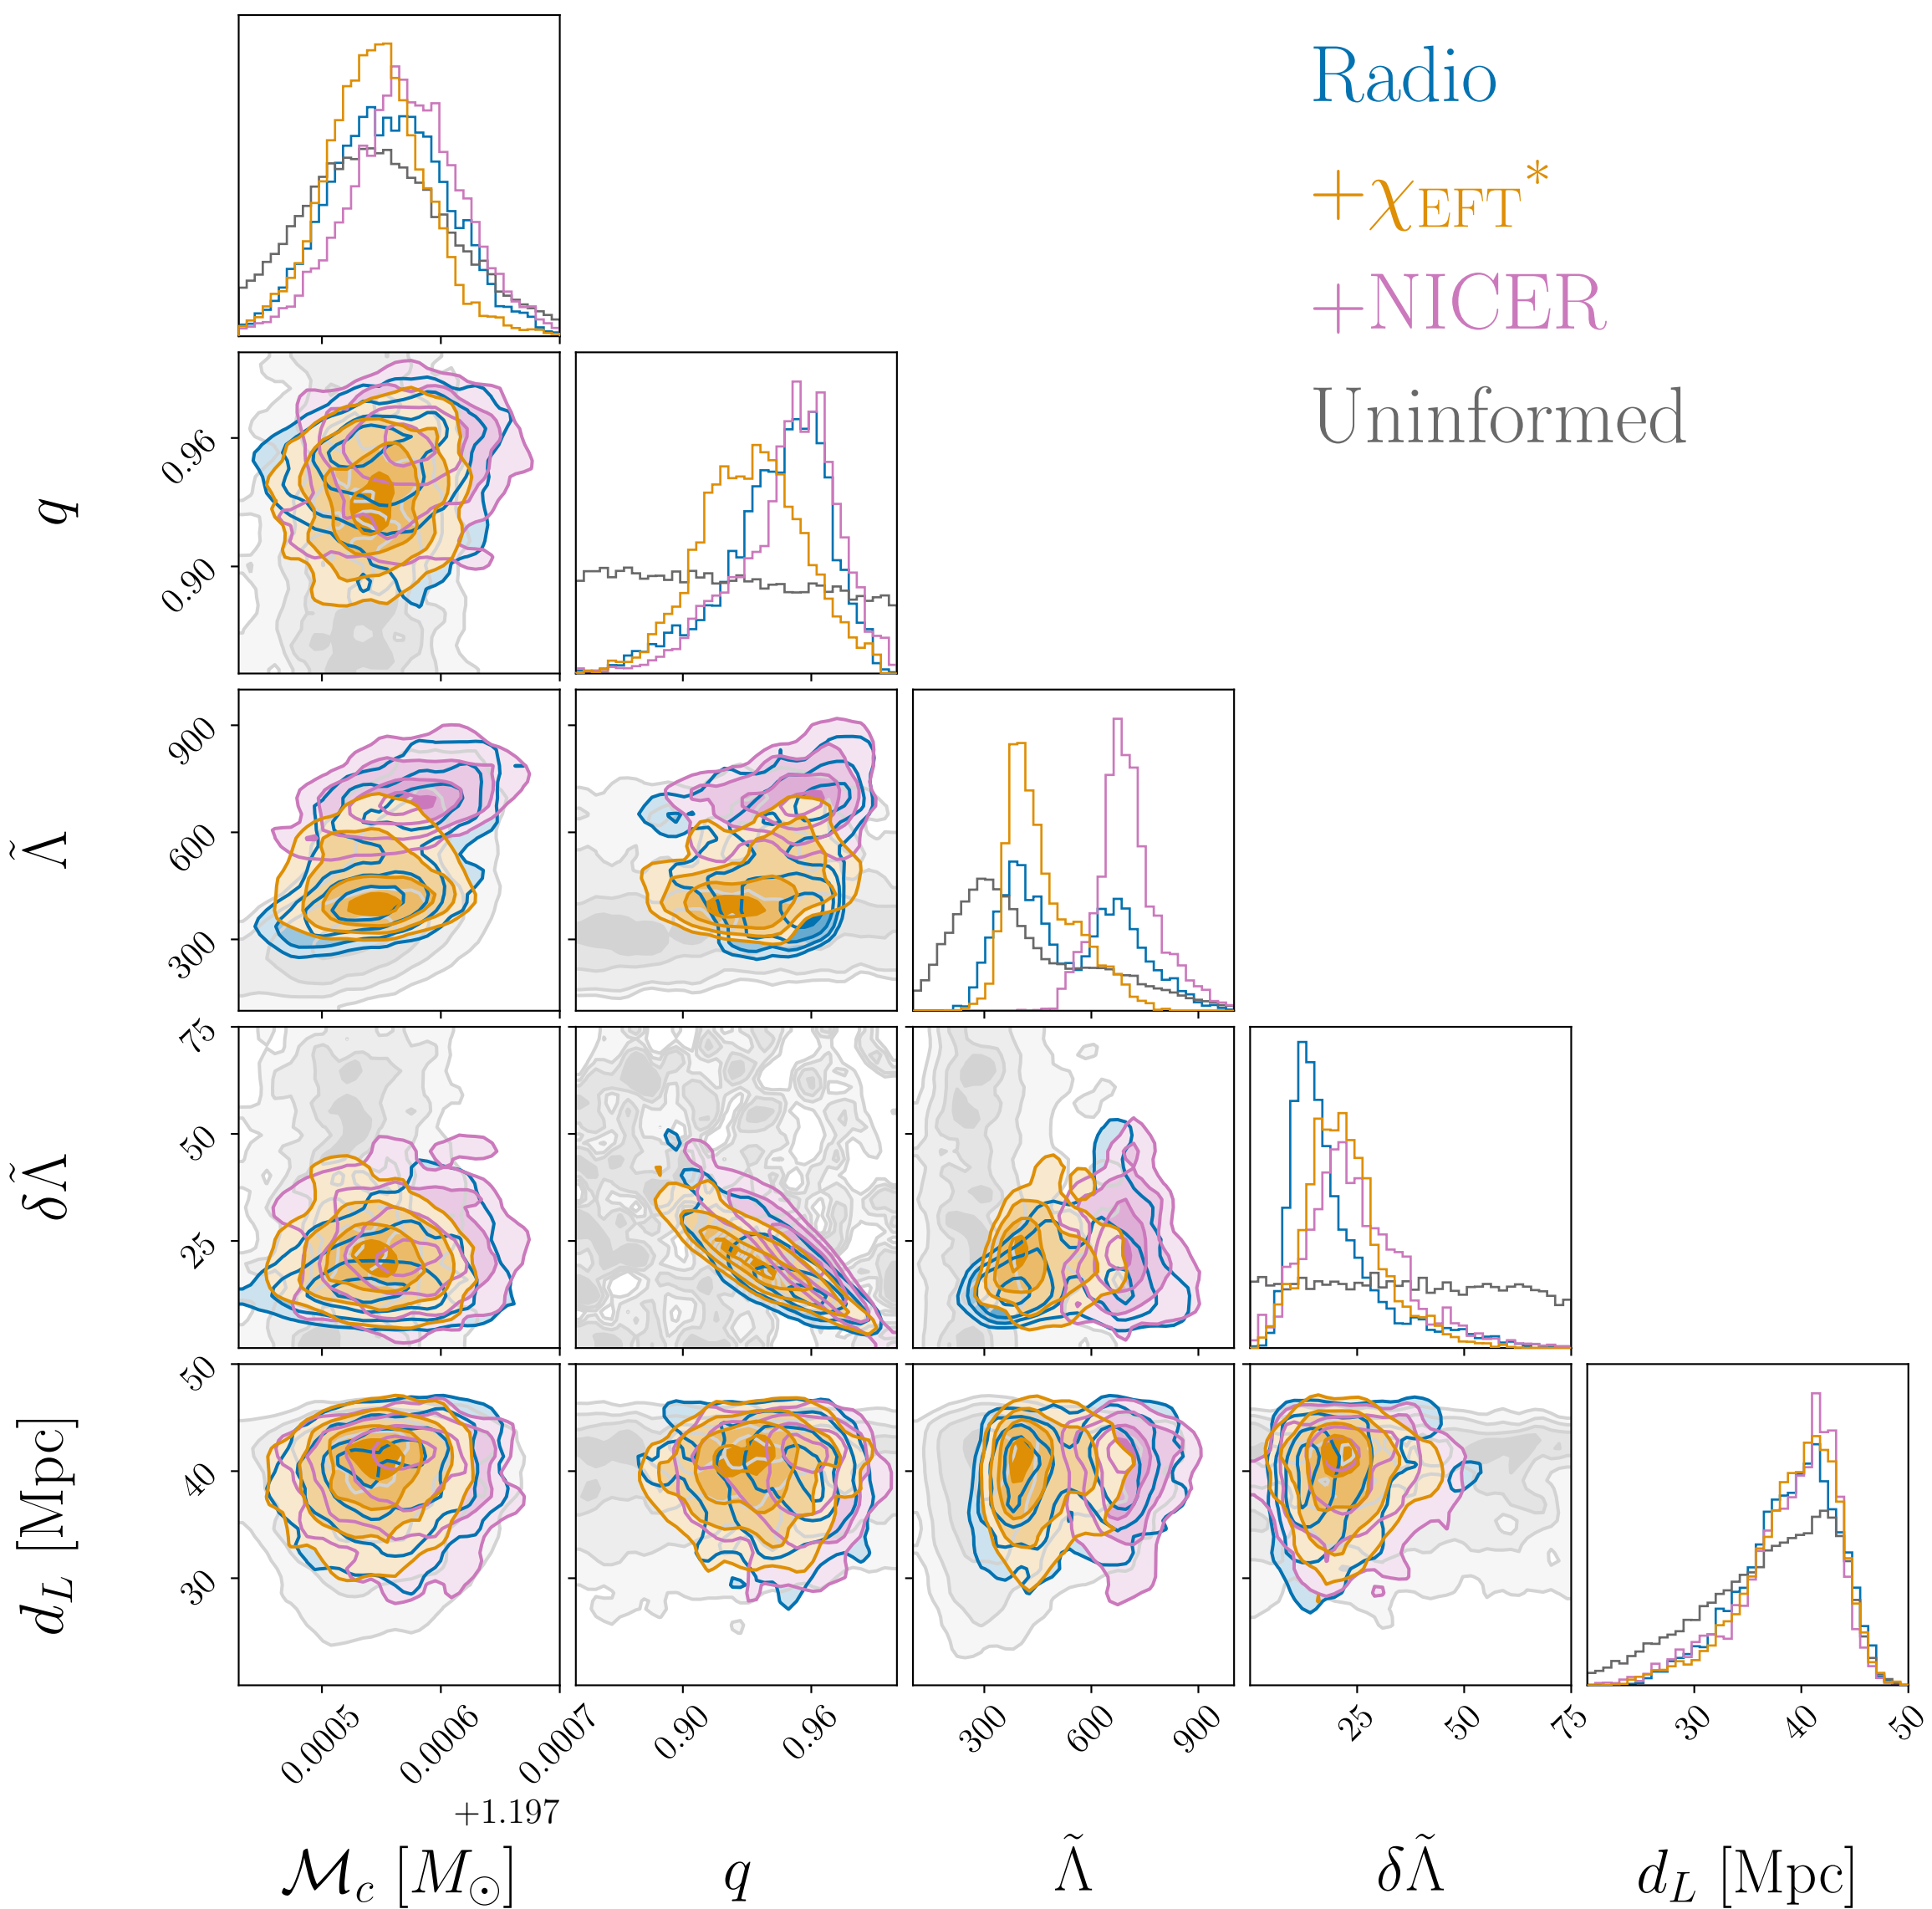 Radio
+χEFT*
+NICER
Uninformed
q
0.96
0.90
Λ̃
900
600
300
δΛ̃
75
50
25
d_L [Mpc]
50
40
30
0.0005 0.0006 0.0007
+1.197
0.90 0.96
300 600 900
25 50 75
30 40 50
ℳ_c [M_⊙]
q
Λ̃
δΛ̃
d_L [Mpc]